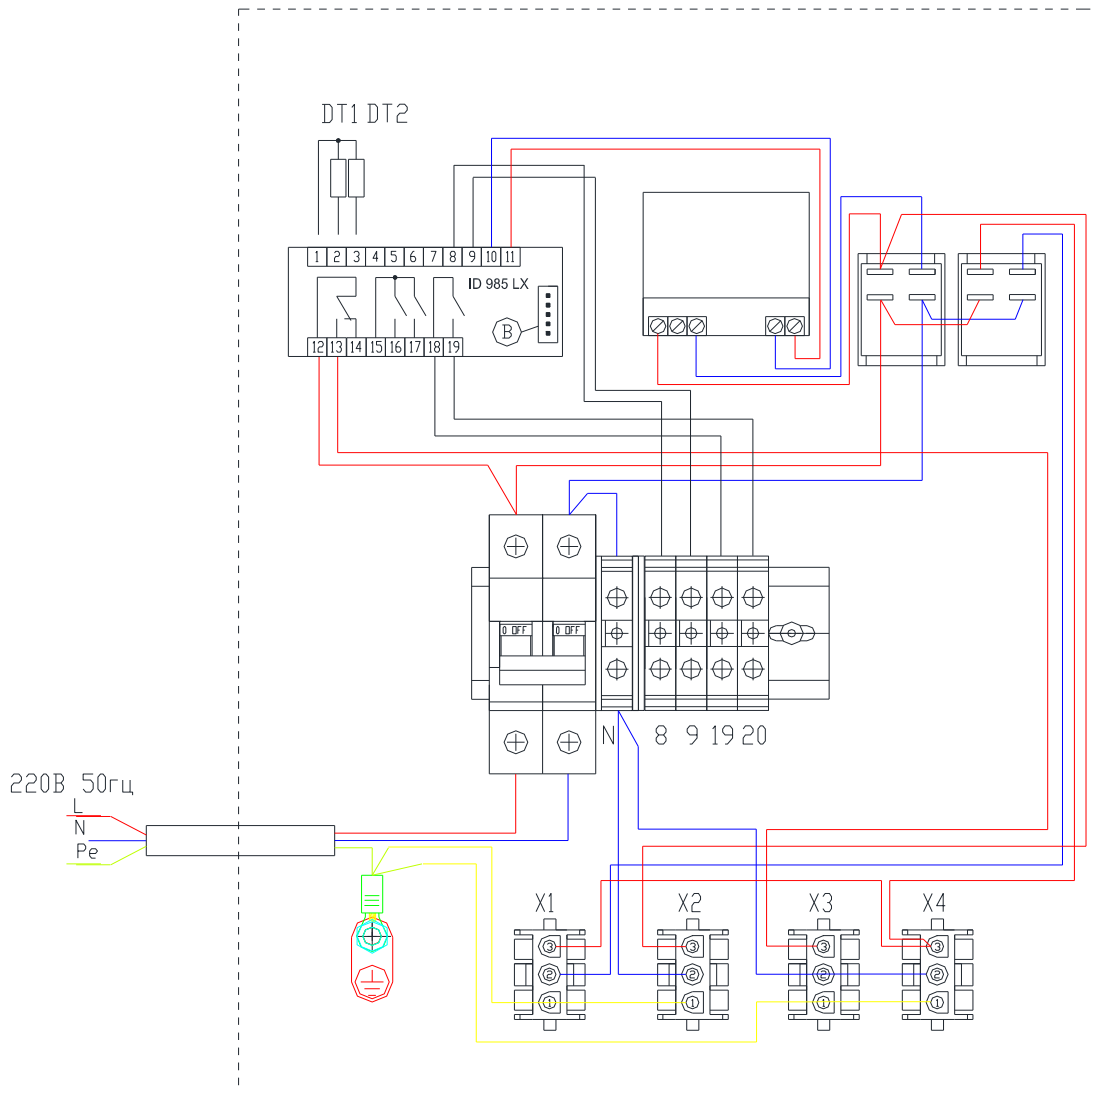 DT1 DT2
1 2 3 4 5 6 7 8 9 10 11
ID 985 LX
B
12 13 14 15 16 17 18 19
0 OFF 0 OFF
N 8 9 19 20
220В 50гц
L
N
Pe
X1 X2 X3 X4
3 3 3 3
2 2 2 2
1 1 1 1